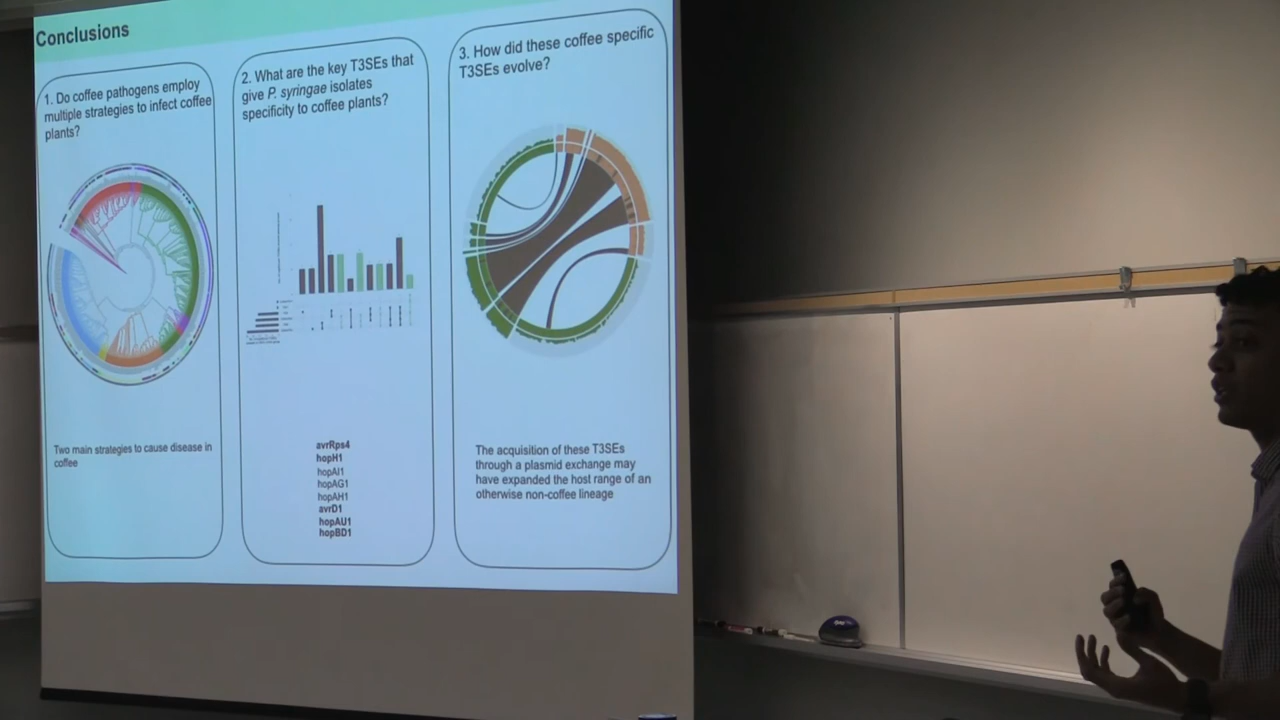 Conclusions
1. Do coffee pathogens employ
multiple strategies to infect coffee
plants?
Two main strategies to cause disease in
coffee
2. What are the key T3SEs that
give P. syringae isolates
specificity to coffee plants?
avrRps4
hopH1
hopAI1
hopAG1
hopAH1
avrD1
hopAU1
hopBD1
3. How did these coffee specific
T3SEs evolve?
The acquisition of these T3SEs
through a plasmid exchange may
have expanded the host range of an
otherwise non-coffee lineage